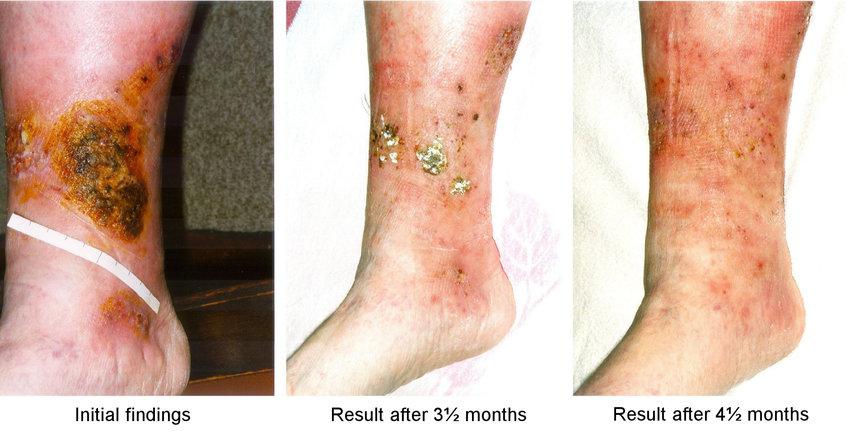 Initial findings
Result after 3½ months
Result after 4½ months